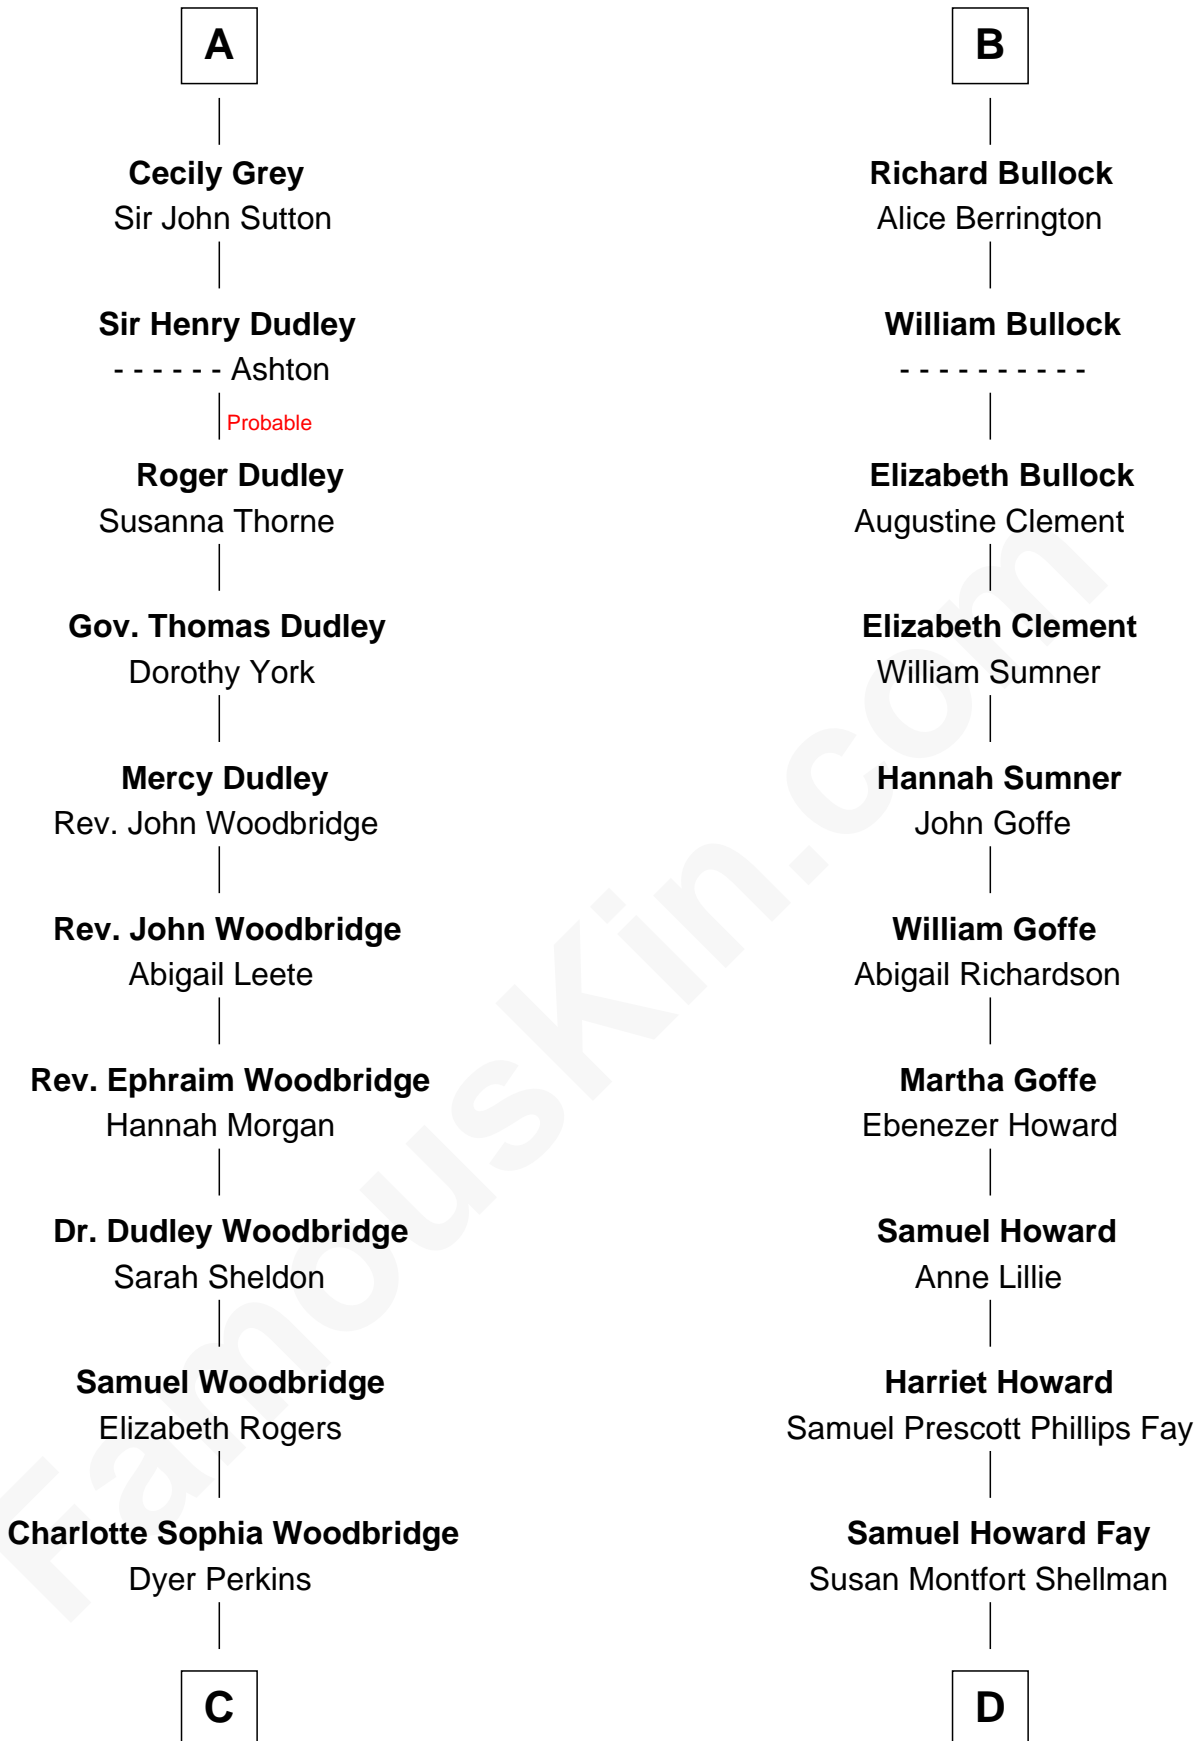 A
Cecily Grey
Sir John Sutton
Sir Henry Dudley
- - - - - - Ashton
Probable
Roger Dudley
Susanna Thorne
Gov. Thomas Dudley
Dorothy York
Mercy Dudley
Rev. John Woodbridge
Rev. John Woodbridge
Abigail Leete
Rev. Ephraim Woodbridge
Hannah Morgan
Dr. Dudley Woodbridge
Sarah Sheldon
Samuel Woodbridge
Elizabeth Rogers
Charlotte Sophia Woodbridge
Dyer Perkins
C
B
Richard Bullock
Alice Berrington
William Bullock
- - - - - - - - - -
Elizabeth Bullock
Augustine Clement
Elizabeth Clement
William Sumner
Hannah Sumner
John Goffe
William Goffe
Abigail Richardson
Martha Goffe
Ebenezer Howard
Samuel Howard
Anne Lillie
Harriet Howard
Samuel Prescott Phillips Fay
Samuel Howard Fay
Susan Montfort Shellman
D
FamousKin.com